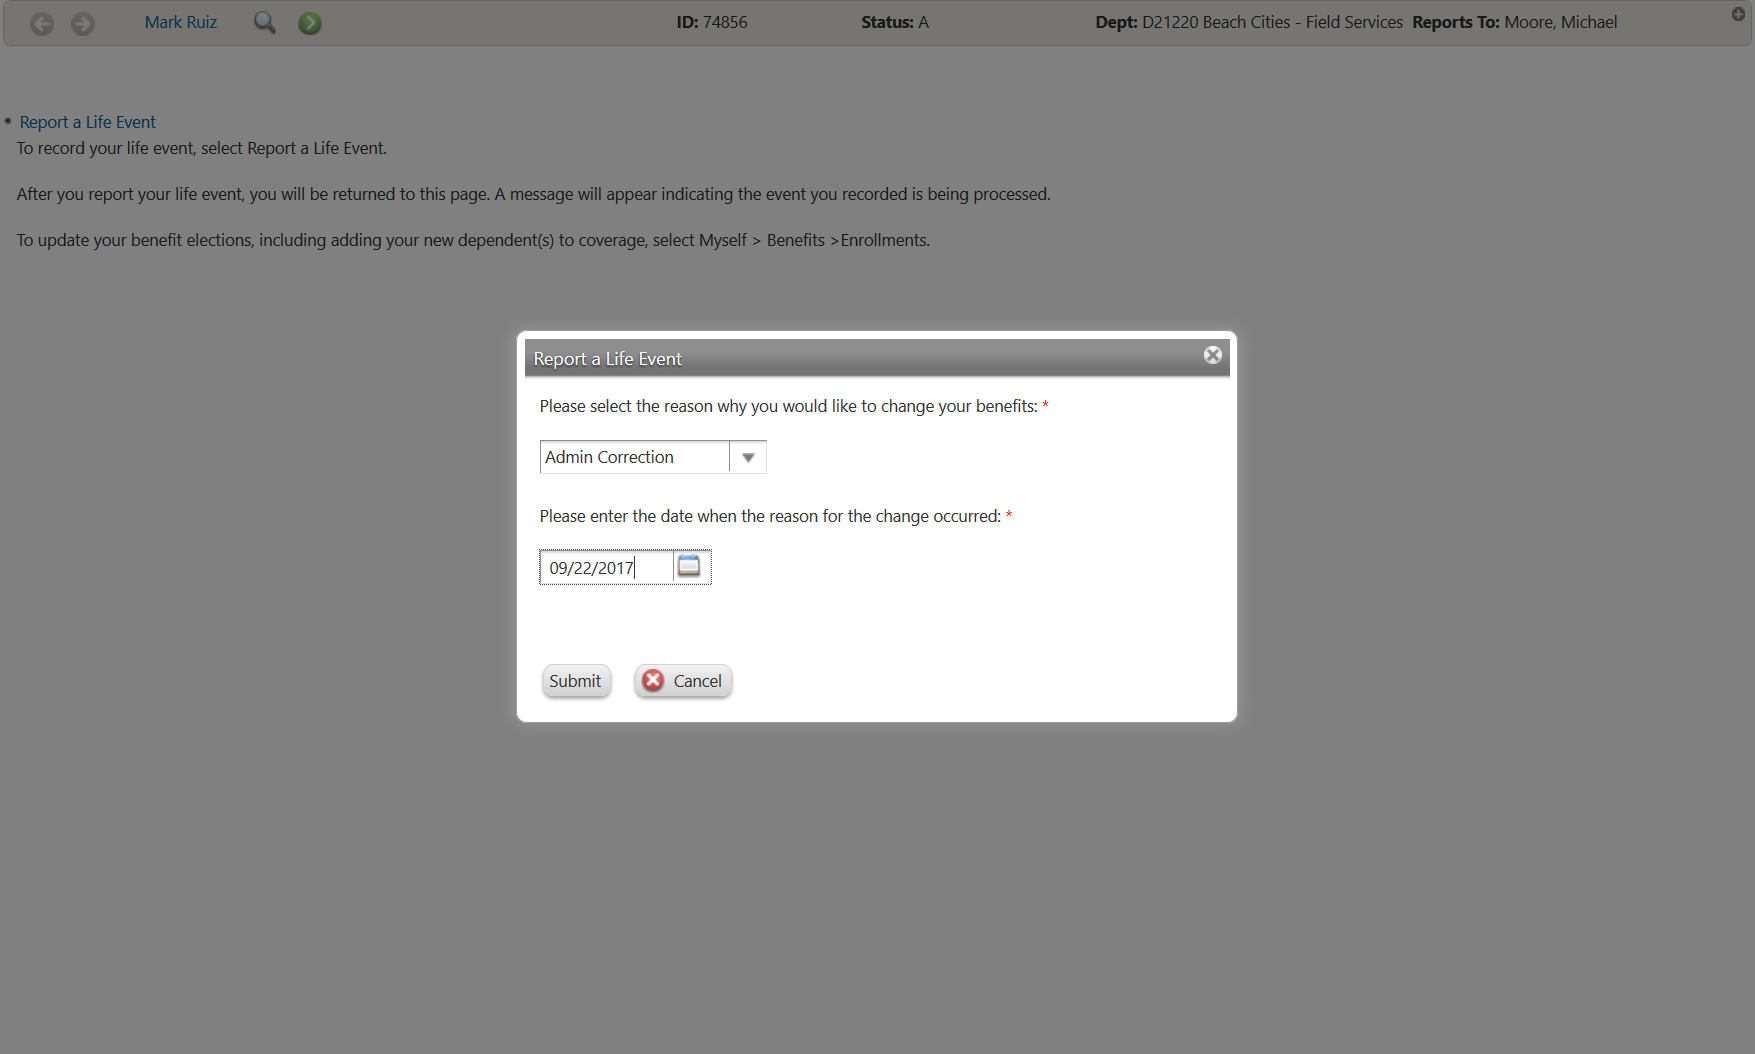 Mark Ruiz ID: 74856 Status: A Dept: D21220 Beach Cities - Field Services Reports To: Moore, Michael
Report a Life Event
To record your life event, select Report a Life Event.
After you report your life event, you will be returned to this page. A message will appear indicating the event you recorded is being processed.
To update your benefit elections, including adding your new dependent(s) to coverage, select Myself > Benefits >Enrollments.
Report a Life Event
Please select the reason why you would like to change your benefits: *
Admin Correction
Please enter the date when the reason for the change occurred: *
09/22/2017
Submit Cancel